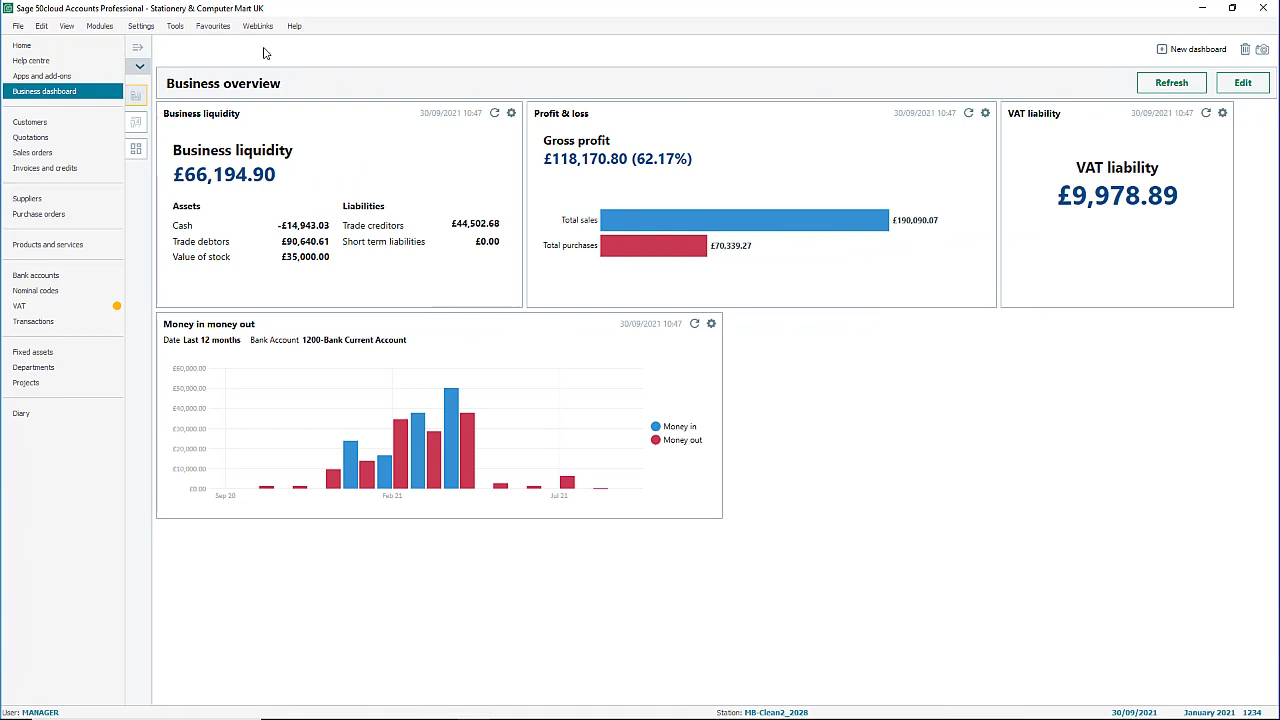 Sage 50cloud Accounts Professional - Stationery & Computer Mart UK
File Edit View Modules Settings Tools Favourites WebLinks Help
Home
Help centre
Apps and add-ons
Business dashboard
Customers
Quotations
Sales orders
Invoices and credits
Suppliers
Purchase orders
Products and services
Bank accounts
Nominal codes
VAT
Transactions
Fixed assets
Departments
Projects
Diary
New dashboard
Business overview
Refresh
Edit
Business liquidity 30/09/2021 10:47
Business liquidity
£66,194.90
Assets Liabilities
Cash -£14,943.03 Trade creditors £44,502.68
Trade debtors £90,640.61 Short term liabilities £0.00
Value of stock £35,000.00
Profit & loss 30/09/2021 10:47
Gross profit
£118,170.80 (62.17%)
Total sales £190,090.07
Total purchases £70,339.27
VAT liability 30/09/2021 10:47
VAT liability
£9,978.89
Money in money out 30/09/2021 10:47
Date Last 12 months Bank Account 1200-Bank Current Account
£60,000.00
£50,000.00
£40,000.00
£30,000.00
£20,000.00
£10,000.00
£0.00
Sep 20 Feb 21 Jul 21
Money in
Money out
User: MANAGER Station: MB-Clean2_2028 30/09/2021 January 2021 1234